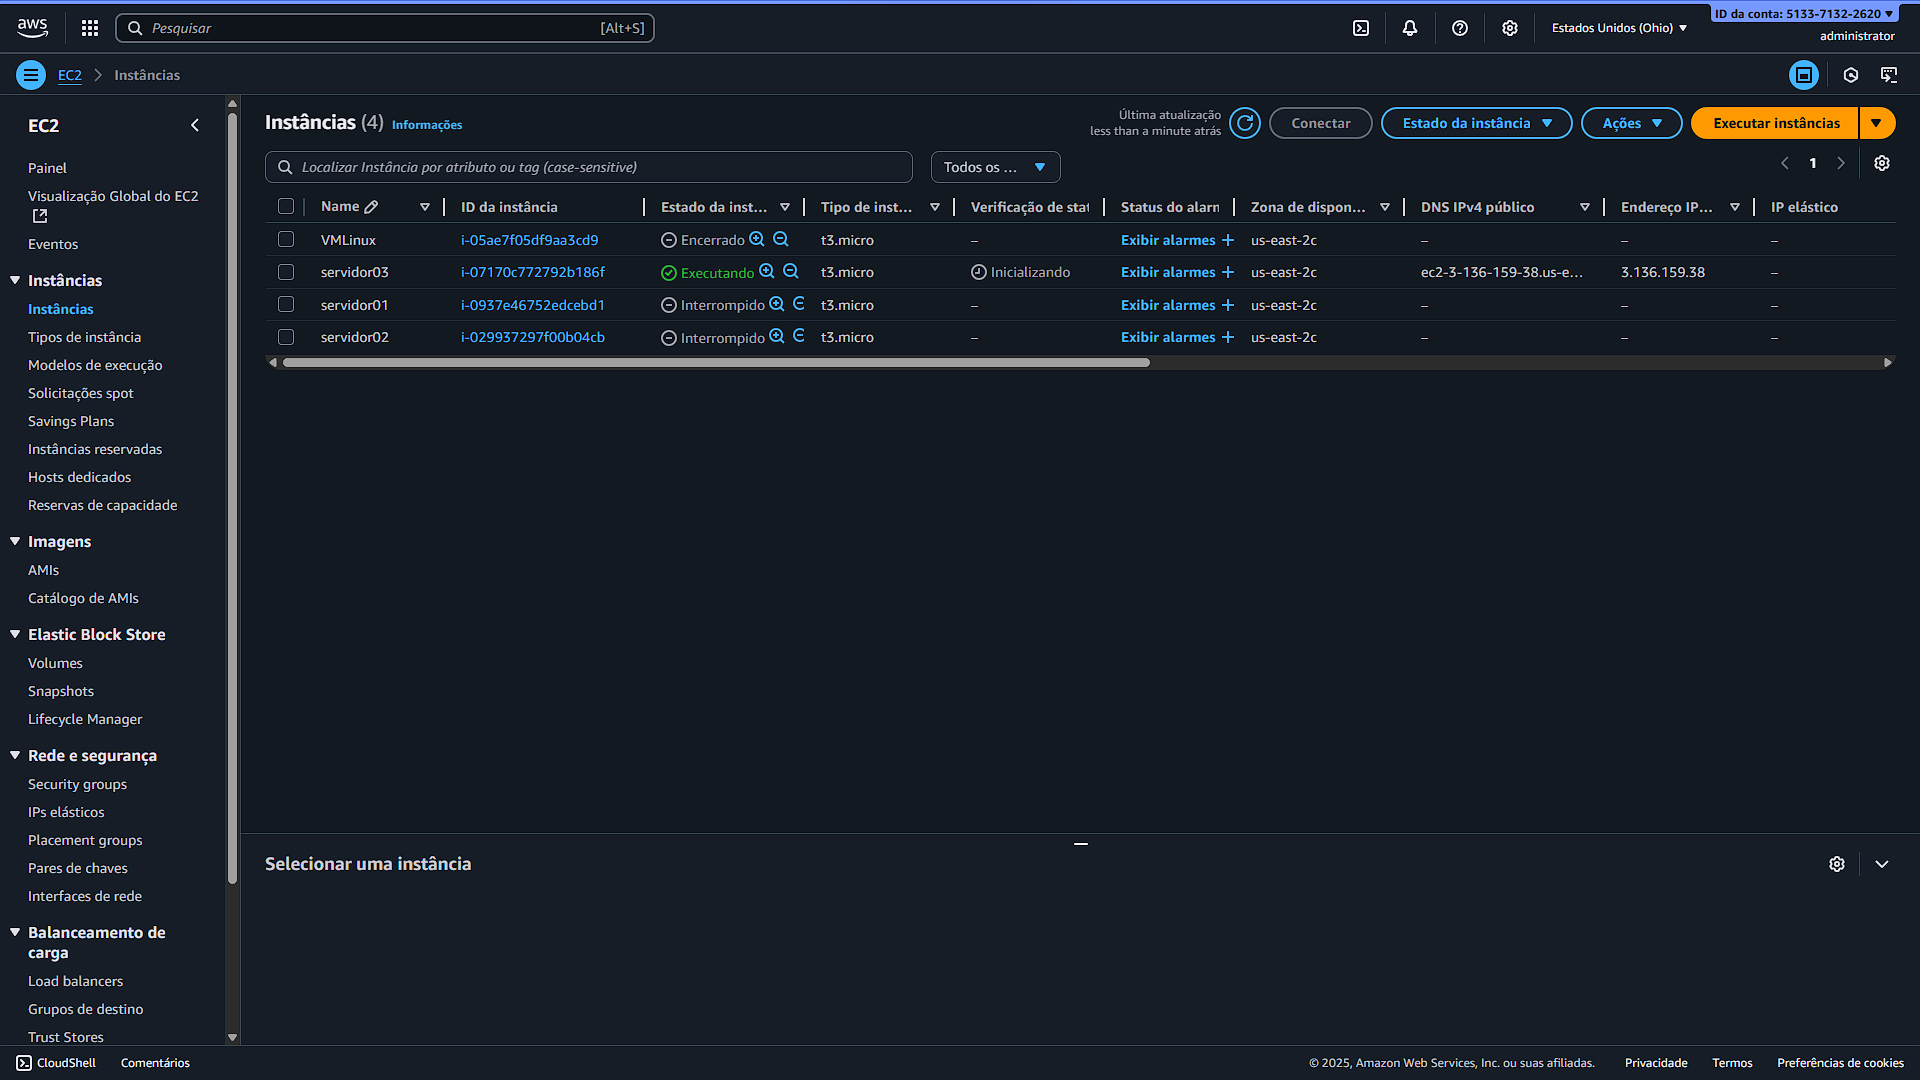 aws
Pesquisar [Alt+S]
Estados Unidos (Ohio)
ID da conta: 5133-7132-2620
administrator
EC2 Instâncias
EC2
Painel
Visualização Global do EC2
Eventos
Instâncias
Instâncias
Tipos de instância
Modelos de execução
Solicitações spot
Savings Plans
Instâncias reservadas
Hosts dedicados
Reservas de capacidade
Imagens
AMIs
Catálogo de AMIs
Elastic Block Store
Volumes
Snapshots
Lifecycle Manager
Rede e segurança
Security groups
IPs elásticos
Placement groups
Pares de chaves
Interfaces de rede
Balanceamento de
carga
Load balancers
Grupos de destino
Trust Stores
Instâncias (4) Informações
Última atualização
less than a minute atrás
Conectar Estado da instância Ações Executar instâncias
Localizar Instância por atributo ou tag (case-sensitive) Todos os ... 1
Name ID da instância Estado da inst... Tipo de inst... Verificação de stat Status do alarn Zona de dispon... DNS IPv4 público Endereço IP... IP elástico
VMLinux i-05ae7f05df9aa3cd9 Encerrado t3.micro – Exibir alarmes + us-east-2c – – –
servidor03 i-07170c772792b186f Executando t3.micro Inicializando Exibir alarmes + us-east-2c ec2-3-136-159-38.us-e... 3.136.159.38 –
servidor01 i-0937e46752edcebd1 Interrompido t3.micro – Exibir alarmes + us-east-2c – – –
servidor02 i-029937297f00b04cb Interrompido t3.micro – Exibir alarmes + us-east-2c – – –
Selecionar uma instância
CloudShell Comentários
© 2025, Amazon Web Services, Inc. ou suas afiliadas. Privacidade Termos Preferências de cookies